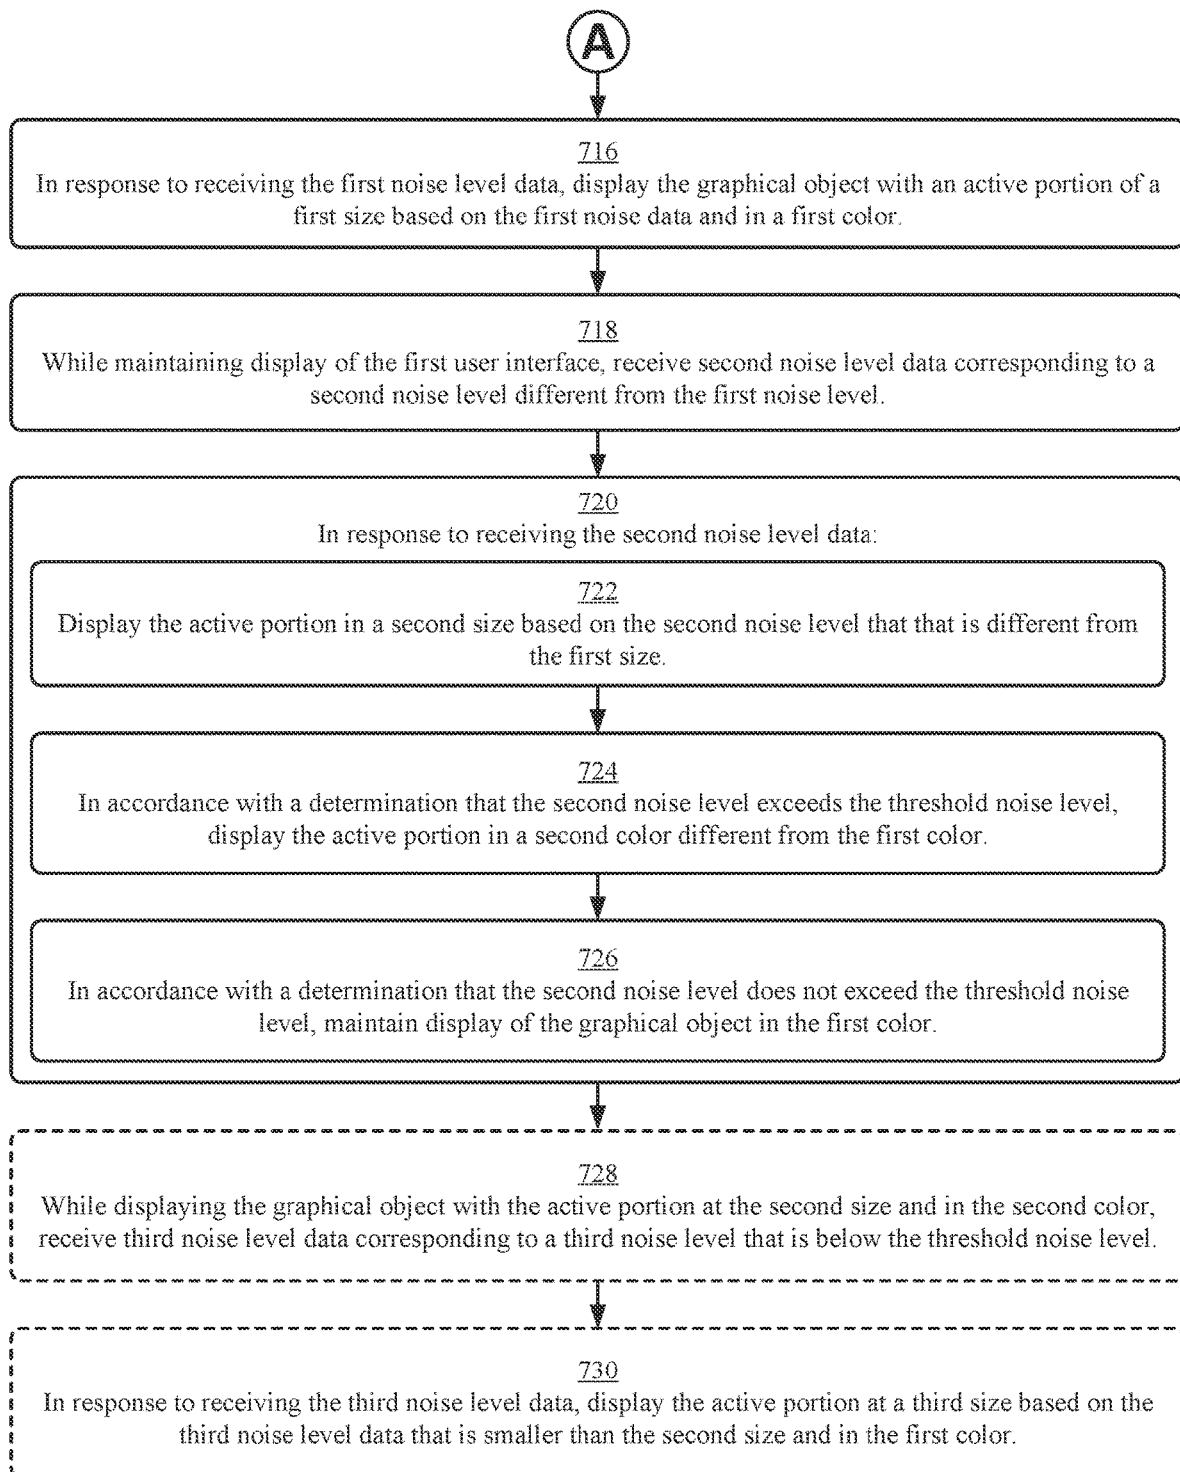 A
716
In response to receiving the first noise level data, display the graphical object with an active portion of a
first size based on the first noise data and in a first color.
718
While maintaining display of the first user interface, receive second noise level data corresponding to a
second noise level different from the first noise level.
720
In response to receiving the second noise level data:
722
Display the active portion in a second size based on the second noise level that that is different from
the first size.
724
In accordance with a determination that the second noise level exceeds the threshold noise level,
display the active portion in a second color different from the first color.
726
In accordance with a determination that the second noise level does not exceed the threshold noise
level, maintain display of the graphical object in the first color.
728
While displaying the graphical object with the active portion at the second size and in the second color,
receive third noise level data corresponding to a third noise level that is below the threshold noise level.
730
In response to receiving the third noise level data, display the active portion at a third size based on the
third noise level data that is smaller than the second size and in the first color.